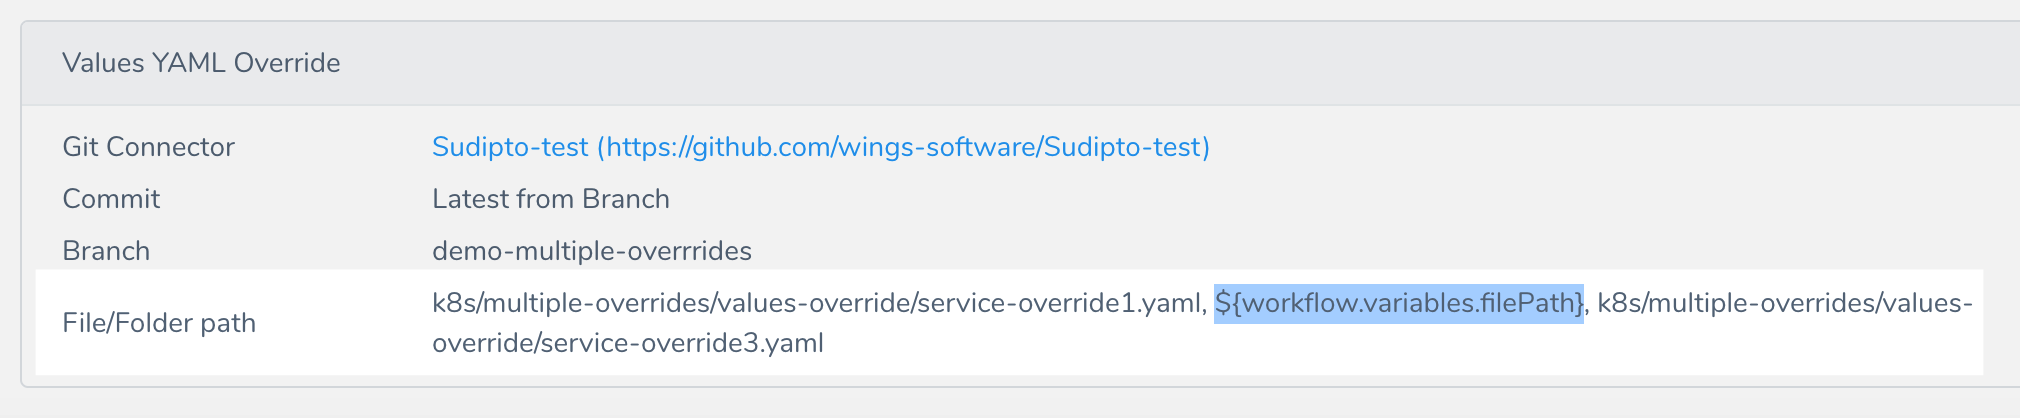 Values YAML Override
Git Connector Sudipto-test (https://github.com/wings-software/Sudipto-test)
Commit Latest from Branch
Branch demo-multiple-overrrides
File/Folder path k8s/multiple-overrides/values-override/service-override1.yaml, ${workflow.variables.filePath}, k8s/multiple-overrides/values-
override/service-override3.yaml